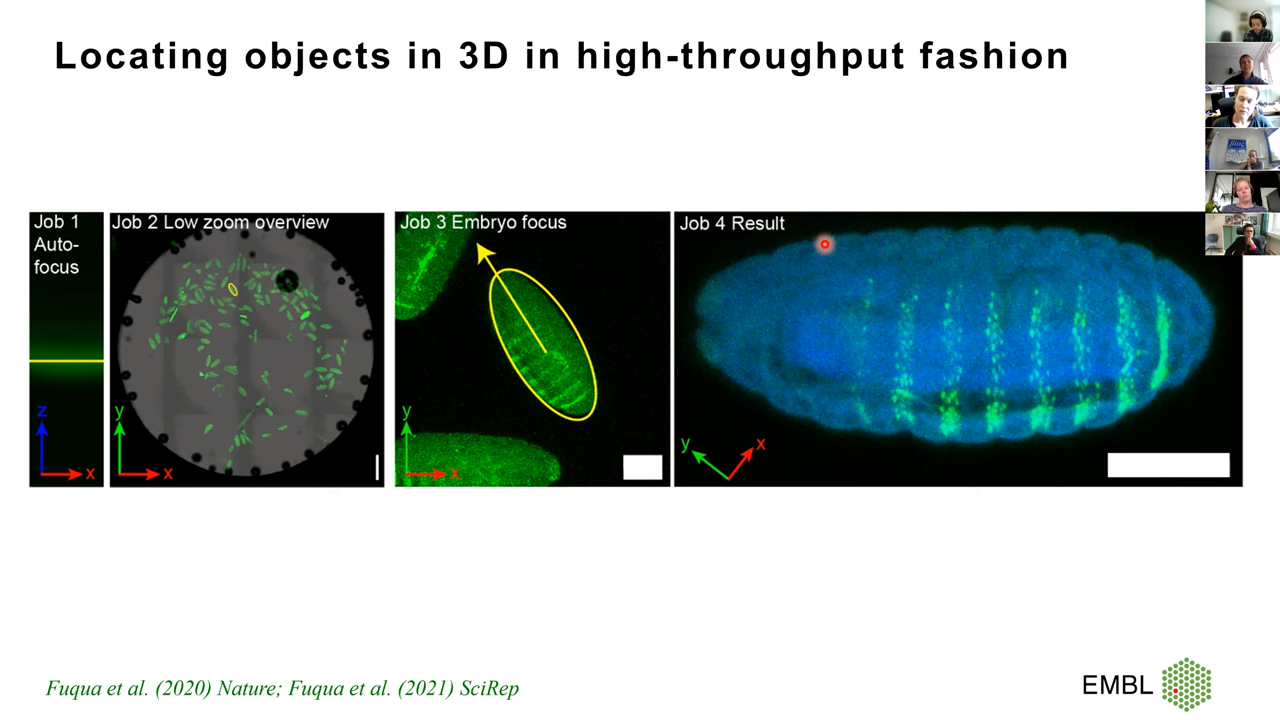 Locating objects in 3D in high-throughput fashion
Job 1
Auto-
focus
Job 2 Low zoom overview
Job 3 Embryo focus
Job 4 Result
z
x
y
x
y
x
y
x
Fuqua et al. (2020) Nature; Fuqua et al. (2021) SciRep
EMBL